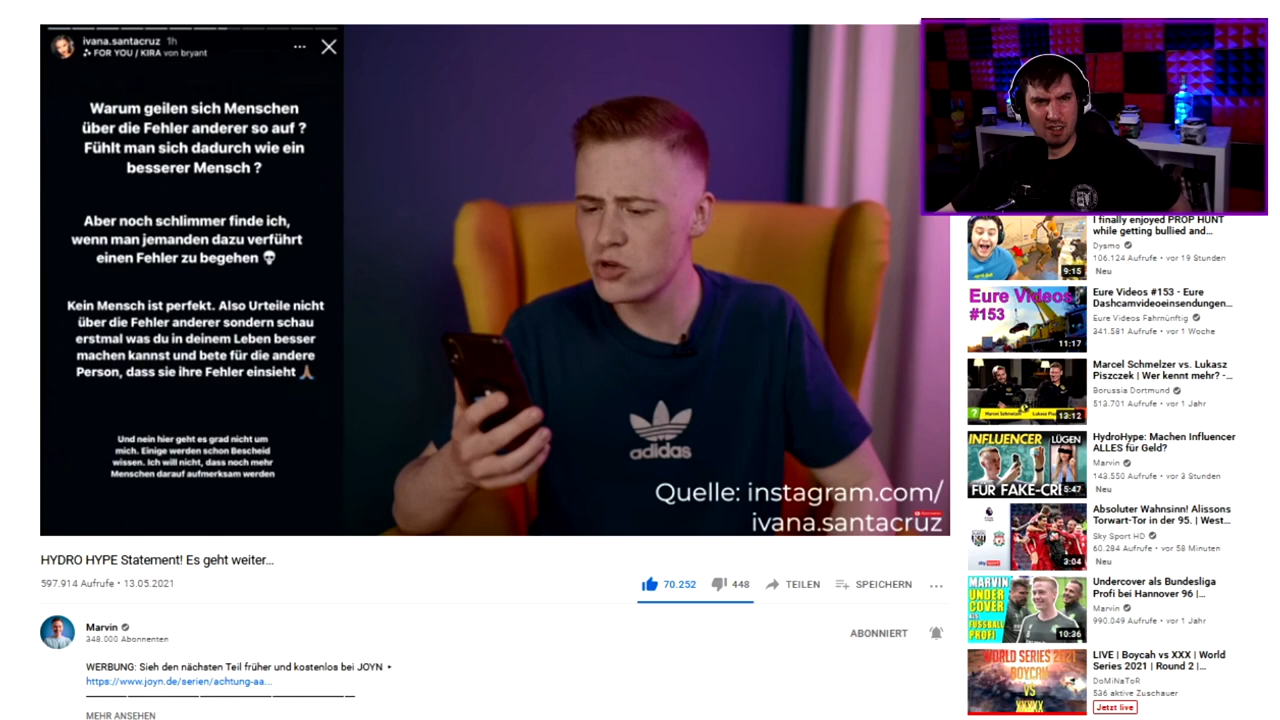 ivana.santacruz 1h
FOR YOU / KIRA von bryant
Warum geilen sich Menschen
über die Fehler anderer so auf ?
Fühlt man sich dadurch wie ein
besserer Mensch ?
Aber noch schlimmer finde ich,
wenn man jemanden dazu verführt
einen Fehler zu begehen 💀
Kein Mensch ist perfekt. Also Urteile nicht
über die Fehler anderer sondern schau
erstmal was du in deinem Leben besser
machen kannst und bete für die andere
Person, dass sie ihre Fehler einsieht 🙏🏽
Und nein hier geht es grad nicht um
mich. Einige werden schon Bescheid
wissen. Ich will nicht, dass noch mehr
Menschen darauf aufmerksam werden
adidas
Quelle: instagram.com/
ivana.santacruz
HYDRO HYPE Statement! Es geht weiter...
597.914 Aufrufe • 13.05.2021
70.252
448
TEILEN
SPEICHERN
Marvin
348.000 Abonnenten
ABONNIERT
WERBUNG: Sieh den nächsten Teil früher und kostenlos bei JOYN
https://www.joyn.de/serien/achtung-aa...
MEHR ANSEHEN
I finally enjoyed PROP HUNT
while getting bullied and...
Dysmo
106.124 Aufrufe • vor 19 Stunden
Neu
9:15
Eure Videos
#153
11:17
Eure Videos #153 - Eure
Dashcamvideoeinsendungen...
Eure Videos Fahrnünftig
341.581 Aufrufe • vor 1 Woche
13:12
Marcel Schmelzer vs. Lukasz
Piszczek | Wer kennt mehr? -...
Borussia Dortmund
513.701 Aufrufe • vor 1 Jahr
INFLUENCER LÜGEN
FÜR FAKE-CR
5:47
HydroHype: Machen Influencer
ALLES für Geld?
Marvin
143.550 Aufrufe • vor 3 Stunden
Neu
3:04
Absoluter Wahnsinn! Alissons
Torwart-Tor in der 95. | West...
Sky Sport HD
60.284 Aufrufe • vor 58 Minuten
Neu
MARVIN
UNDER
COVER
ALS
FUSSBALL
PROFI
10:36
Undercover als Bundesliga
Profi bei Hannover 96 |...
Marvin
990.049 Aufrufe • vor 1 Jahr
WORLD SERIES 2021
BOYCAH
VS
XXXXX
LIVE | Boycah vs XXX | World
Series 2021 | Round 2 |...
DoMiNaToR
536 aktive Zuschauer
Jetzt live